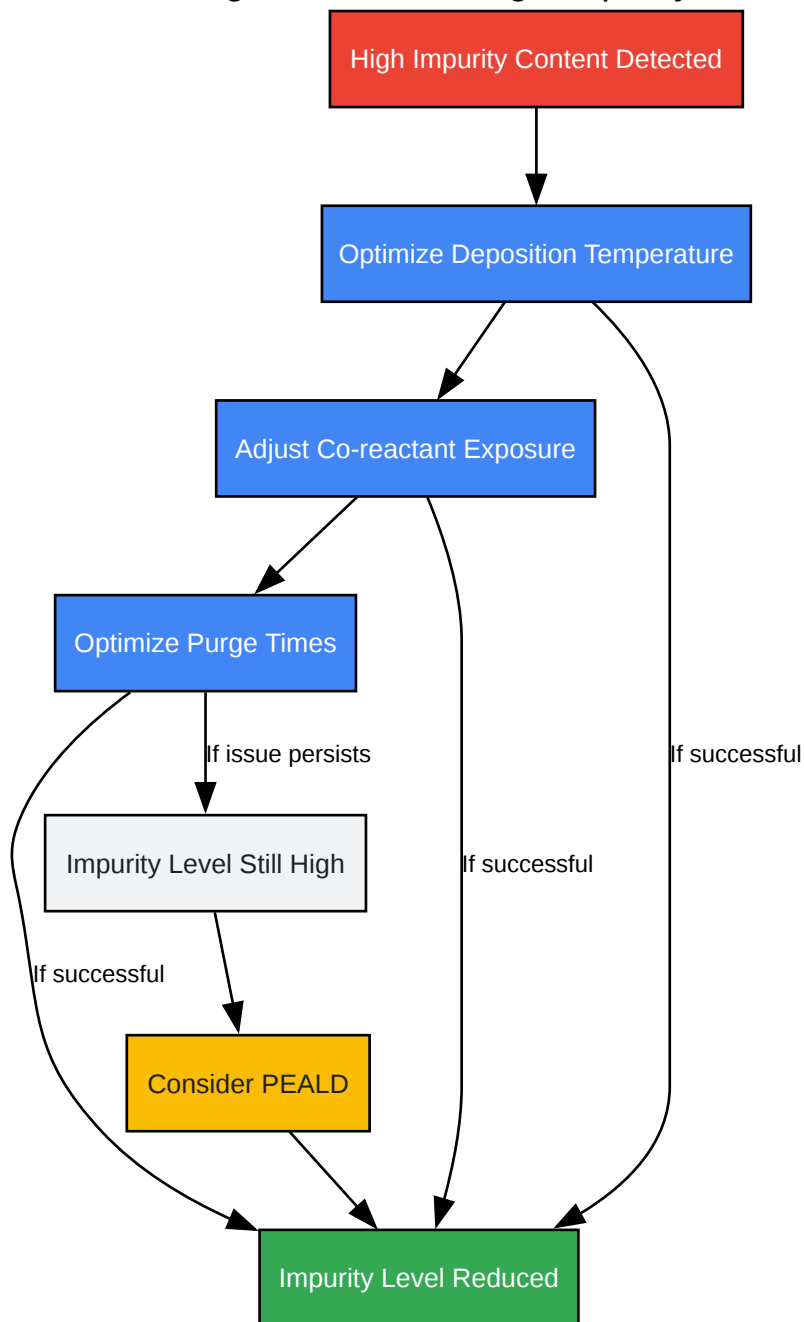 High Impurity Content Detected
Optimize Deposition Temperature
Adjust Co-reactant Exposure
Optimize Purge Times
If issue persists
If successful
Impurity Level Still High
If successful
If successful
Consider PEALD
Impurity Level Reduced